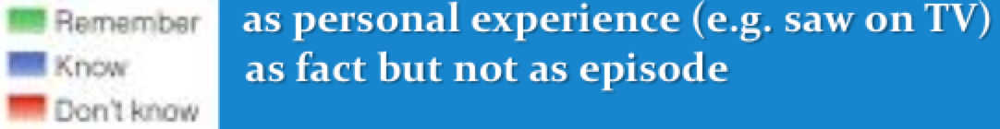 Remember as personal experience (e.g. saw on TV)
Know as fact but not as episode
Don't know